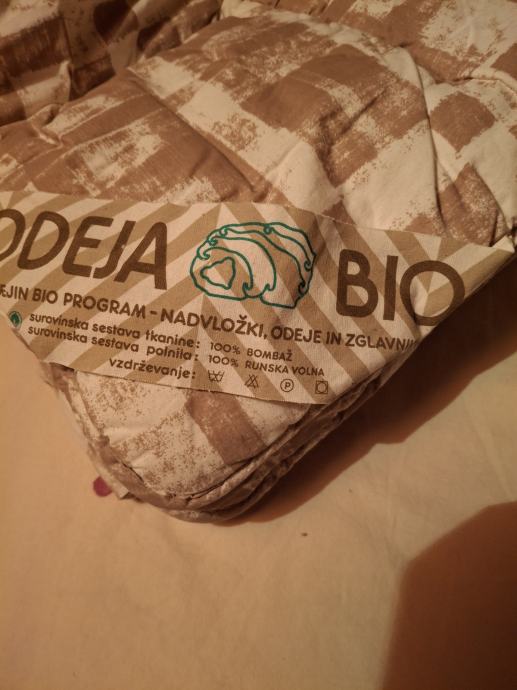 ODEJA BIO
EJIN BIO PROGRAM - NADVLOŽKI, ODEJE IN ZGLAVNI
surovinska sestava tkanine: 100% BOMBAŽ
surovinska sestava polnila: 100% RUNSKA VOLNA
vzdrževanje: P